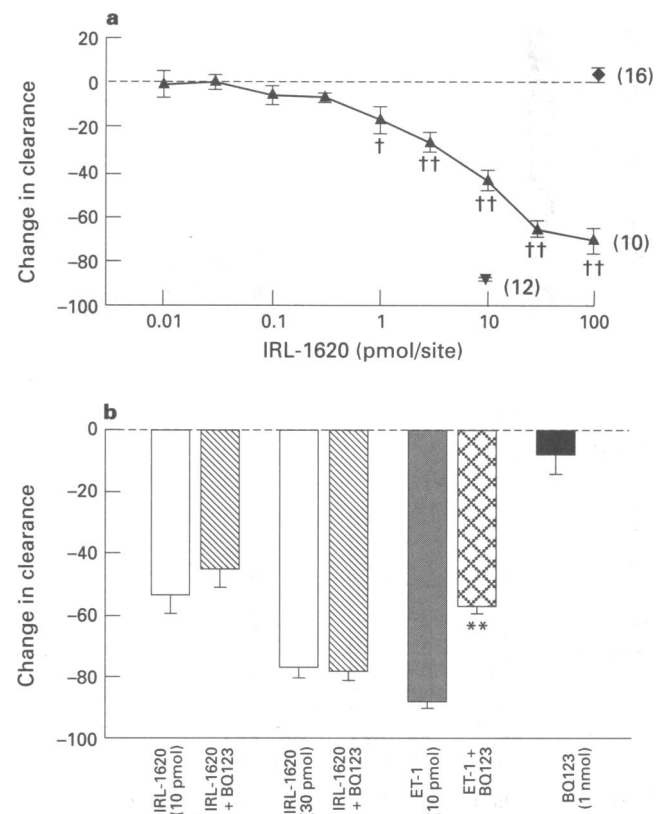 a
20
0
−20
−40
−60
−80
−100
Change in clearance
(16)
†
††
††
††
††
(10)
(12)
0.01 0.1 1 10 100
IRL-1620 (pmol/site)
b
0
−20
−40
−60
−80
−100
Change in clearance
**
IRL-1620
(10 pmol)
IRL-1620
+ BQ123
IRL-1620
(30 pmol)
IRL-1620
+ BQ123
ET-1
(10 pmol)
ET-1 +
BQ123
BQ123
(1 nmol)